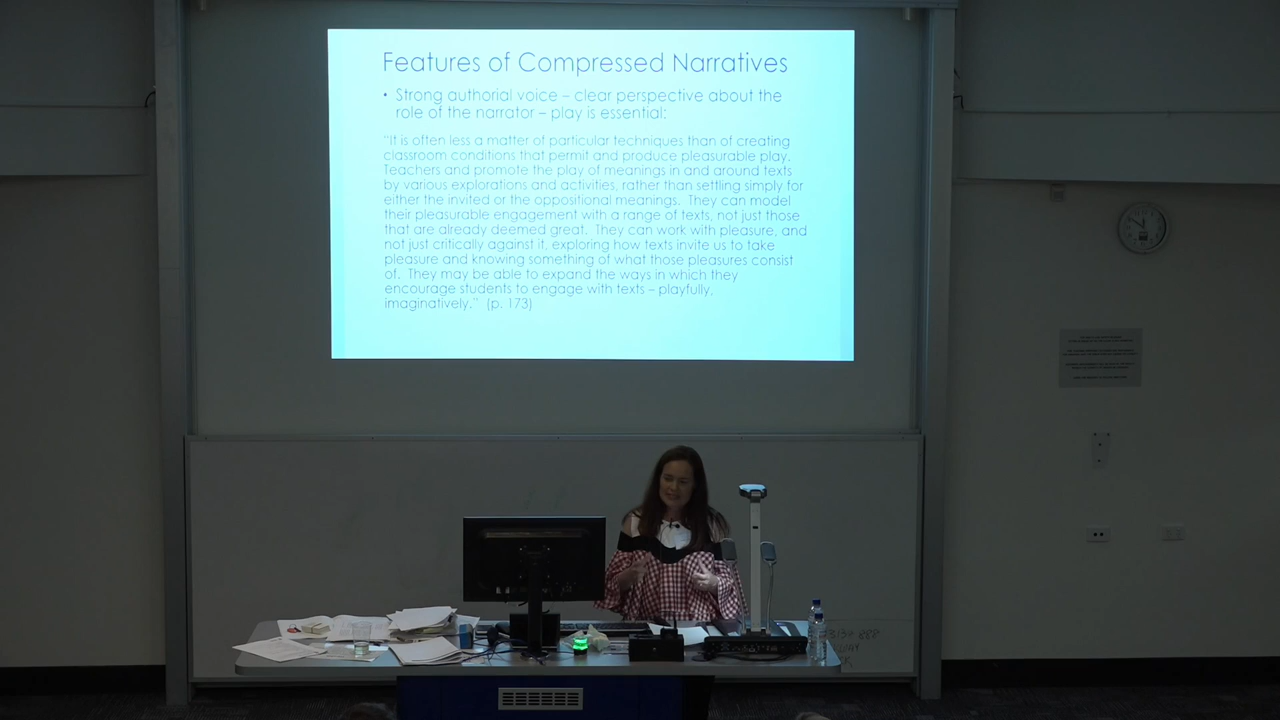 Features of Compressed Narratives
• Strong authorial voice – clear perspective about the
role of the narrator – play is essential:
“It is often less a matter of particular techniques than of creating
classroom conditions that permit and produce pleasurable play.
Teachers and promote the play of meanings in and around texts
by various explorations and activities, rather than settling simply for
either the invited or the oppositional meanings. They can model
their pleasurable engagement with a range of texts, not just those
that are already deemed great. They can work with pleasure, and
not just critically against it, exploring how texts invite us to take
pleasure and knowing something of what those pleasures consist
of. They may be able to expand the ways in which they
encourage students to engage with texts – playfully,
imaginatively.” (p. 173)